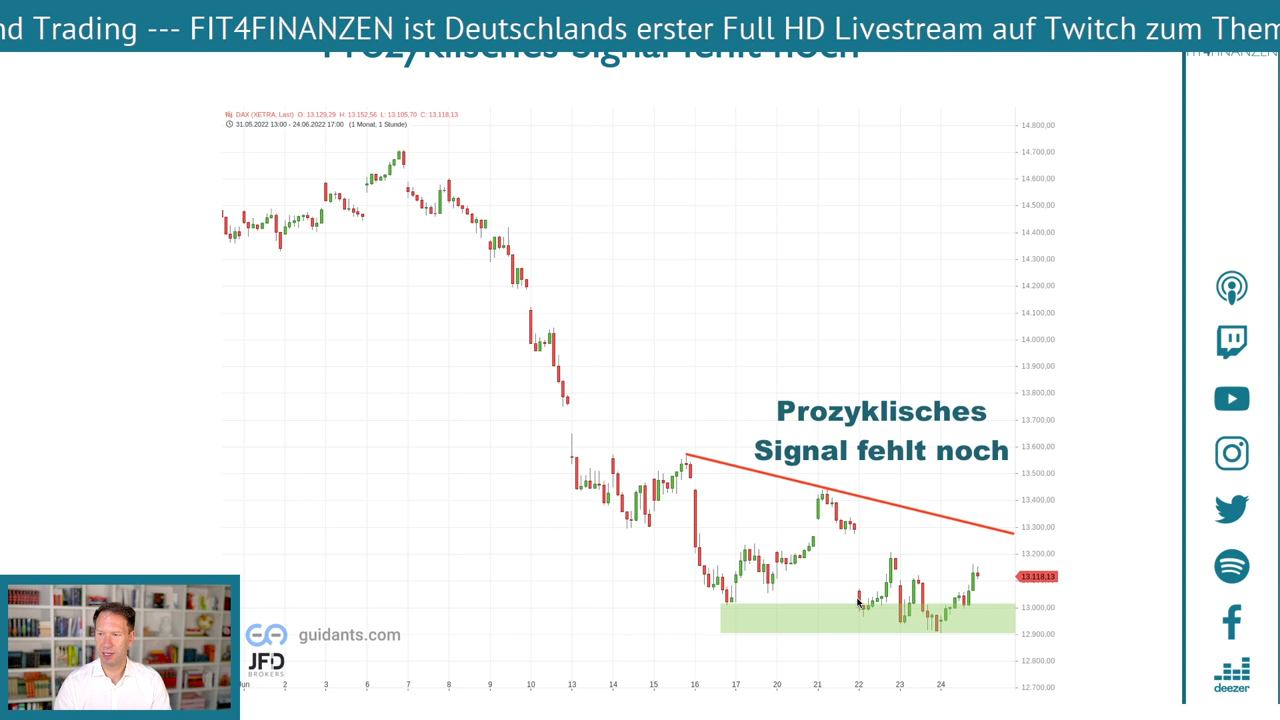 nd Trading --- FIT4FINANZEN ist Deutschlands erster Full HD Livestream auf Twitch zum Them
Prozyklisches Signal fehlt noch
FIT4FINANZEN
DAX (XETRA, Last) O: 13.129,29 H: 13.152,56 L: 13.105,70 C: 13.118,13
31.05.2022 13:00 - 24.06.2022 17:00 (1 Monat, 1 Stunde)
14.800,00
14.700,00
14.600,00
14.500,00
14.400,00
14.300,00
14.200,00
14.100,00
14.000,00
13.900,00
13.800,00
13.700,00
13.600,00
13.500,00
13.400,00
13.300,00
13.200,00
13.118,13
13.000,00
12.900,00
12.800,00
12.700,00
Prozyklisches
Signal fehlt noch
guidants.com
JFD
BROKERS
Jun 2 3 6 7 8 9 10 13 14 15 16 17 20 21 22 23 24
deezer